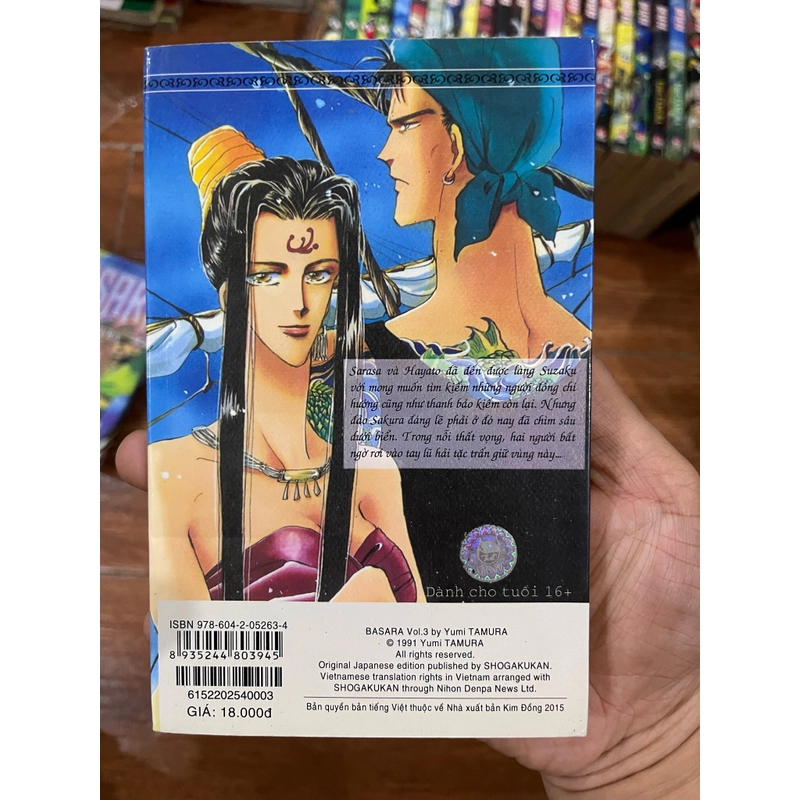 Sarasa và Hayato đã đến được làng Suzaku
với mong muốn tìm kiếm những người đồng chí
hướng cũng như thanh bảo kiếm còn lại. Nhưng
đảo Sakura đáng lẽ phải ở đó nay đã chìm sâu
dưới biển. Trong nỗi thất vọng, hai người bất
ngờ rơi vào tay lũ hải tặc trấn giữ vùng này...
Dành cho tuổi 16+
ISBN 978-604-2-05263-4
8 935244 803945
6152202540003
GIÁ: 18.000đ
BASARA Vol.3 by Yumi TAMURA
© 1991 Yumi TAMURA
All rights reserved.
Original Japanese edition published by SHOGAKUKAN.
Vietnamese translation rights in Vietnam arranged with
SHOGAKUKAN through Nihon Denpa News Ltd.
Bản quyền bản tiếng Việt thuộc về Nhà xuất bản Kim Đồng 2015